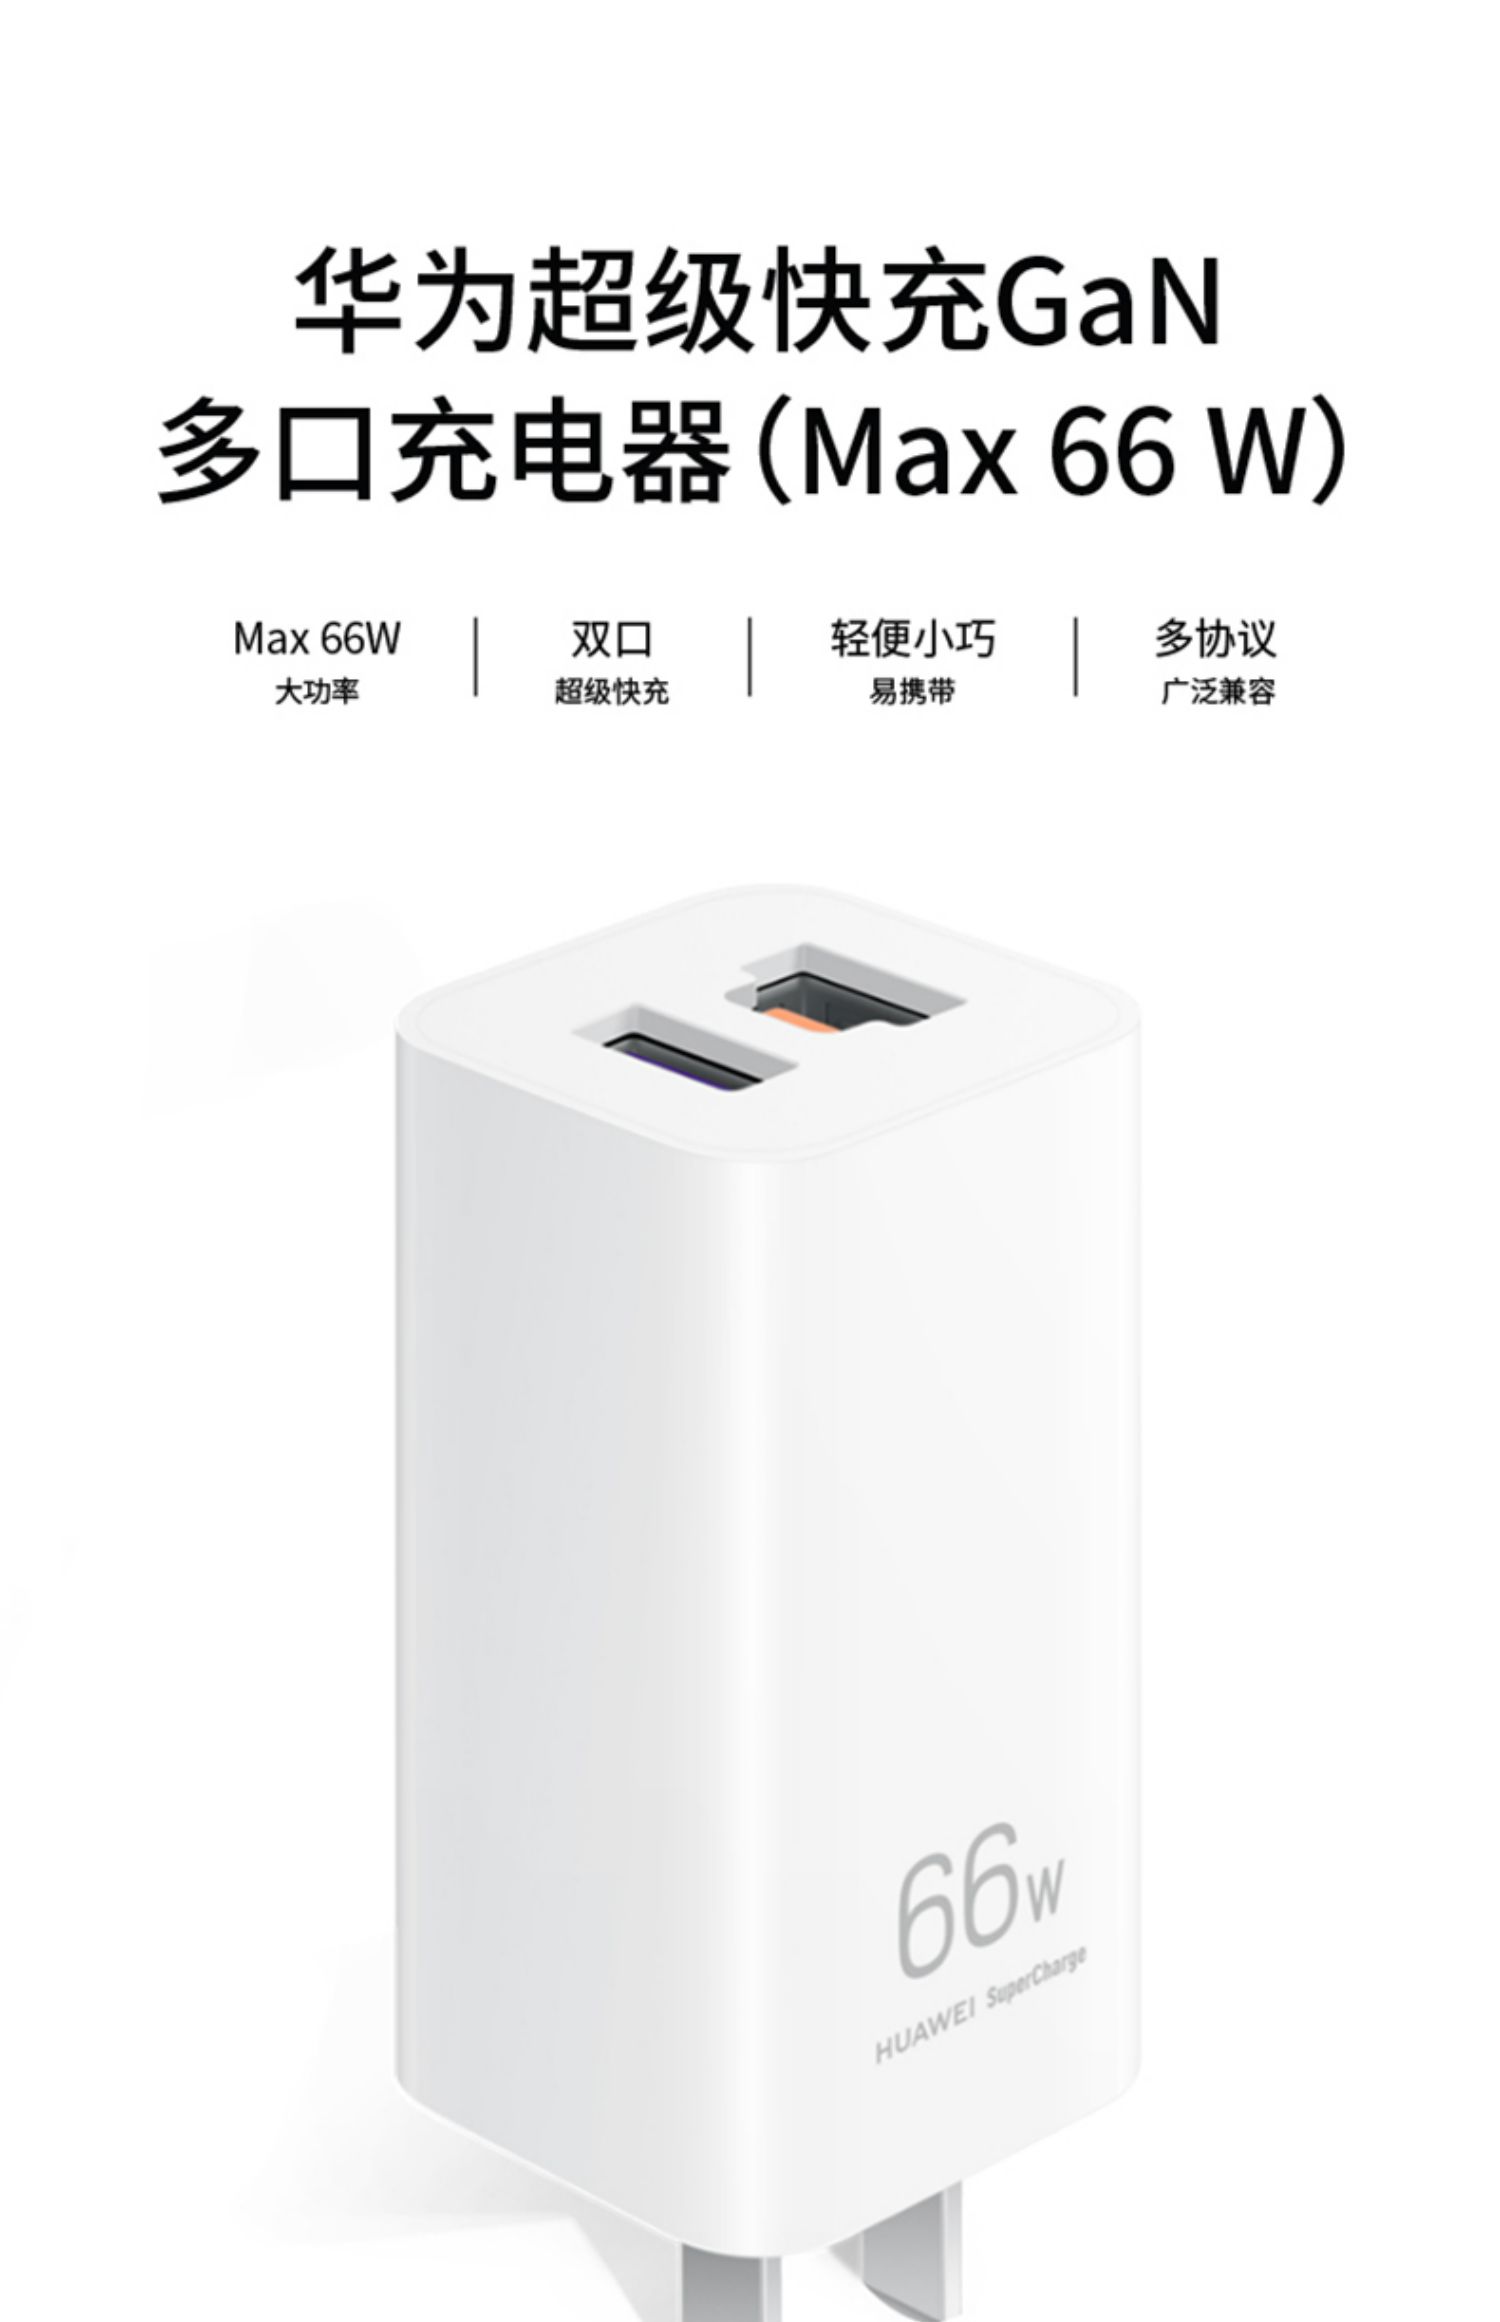 华为超级快充GaN
多口充电器(Max 66 W)
Max 66W
大功率
双口
超级快充
轻便小巧
易携带
多协议
广泛兼容
66W
HUAWEI SuperCharge